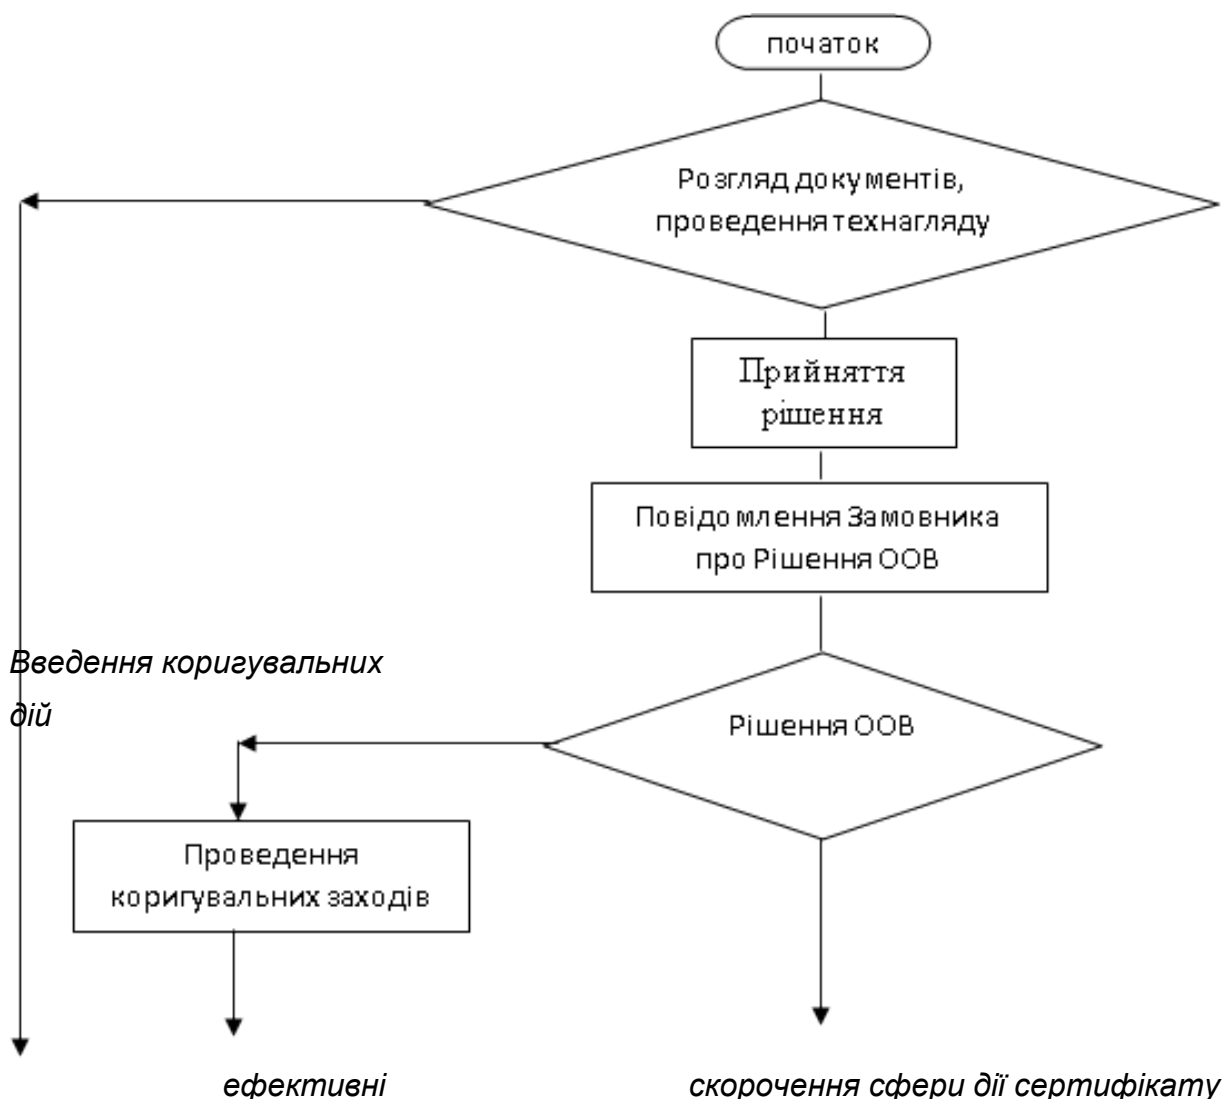 початок
Розгляд документів,
проведення технагляду
Прийняття
рішення
Повідомлення Замовника
про Рішення ООВ
Введення коригувальних
дій
Рішення ООВ
Проведення
коригувальних заходів
ефективні
скорочення сфери дії сертифікату